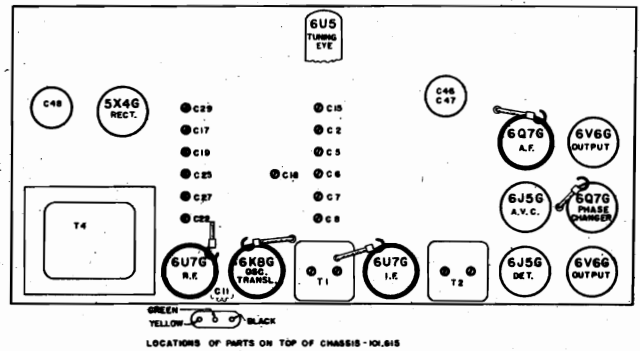 6U5
TUNING
EYE
C48
5X4G
RECT.
C29
C17
C19
C25
C27
C22
C18
C15
C2
C5
C6
C7
C8
C46
C47
6Q7G
A.F.
6V6G
OUTPUT
6J5G
A.V.C.
6Q7G
PHASE
CHANGER
T4
6U7G
R.F.
6K8G
OSC.
TRANSL.
T1
6U7G
I.F.
T2
6J5G
DET.
6V6G
OUTPUT
C11
GREEN
YELLOW
BLACK
LOCATIONS OF PARTS ON TOP OF CHASSIS - 101.615